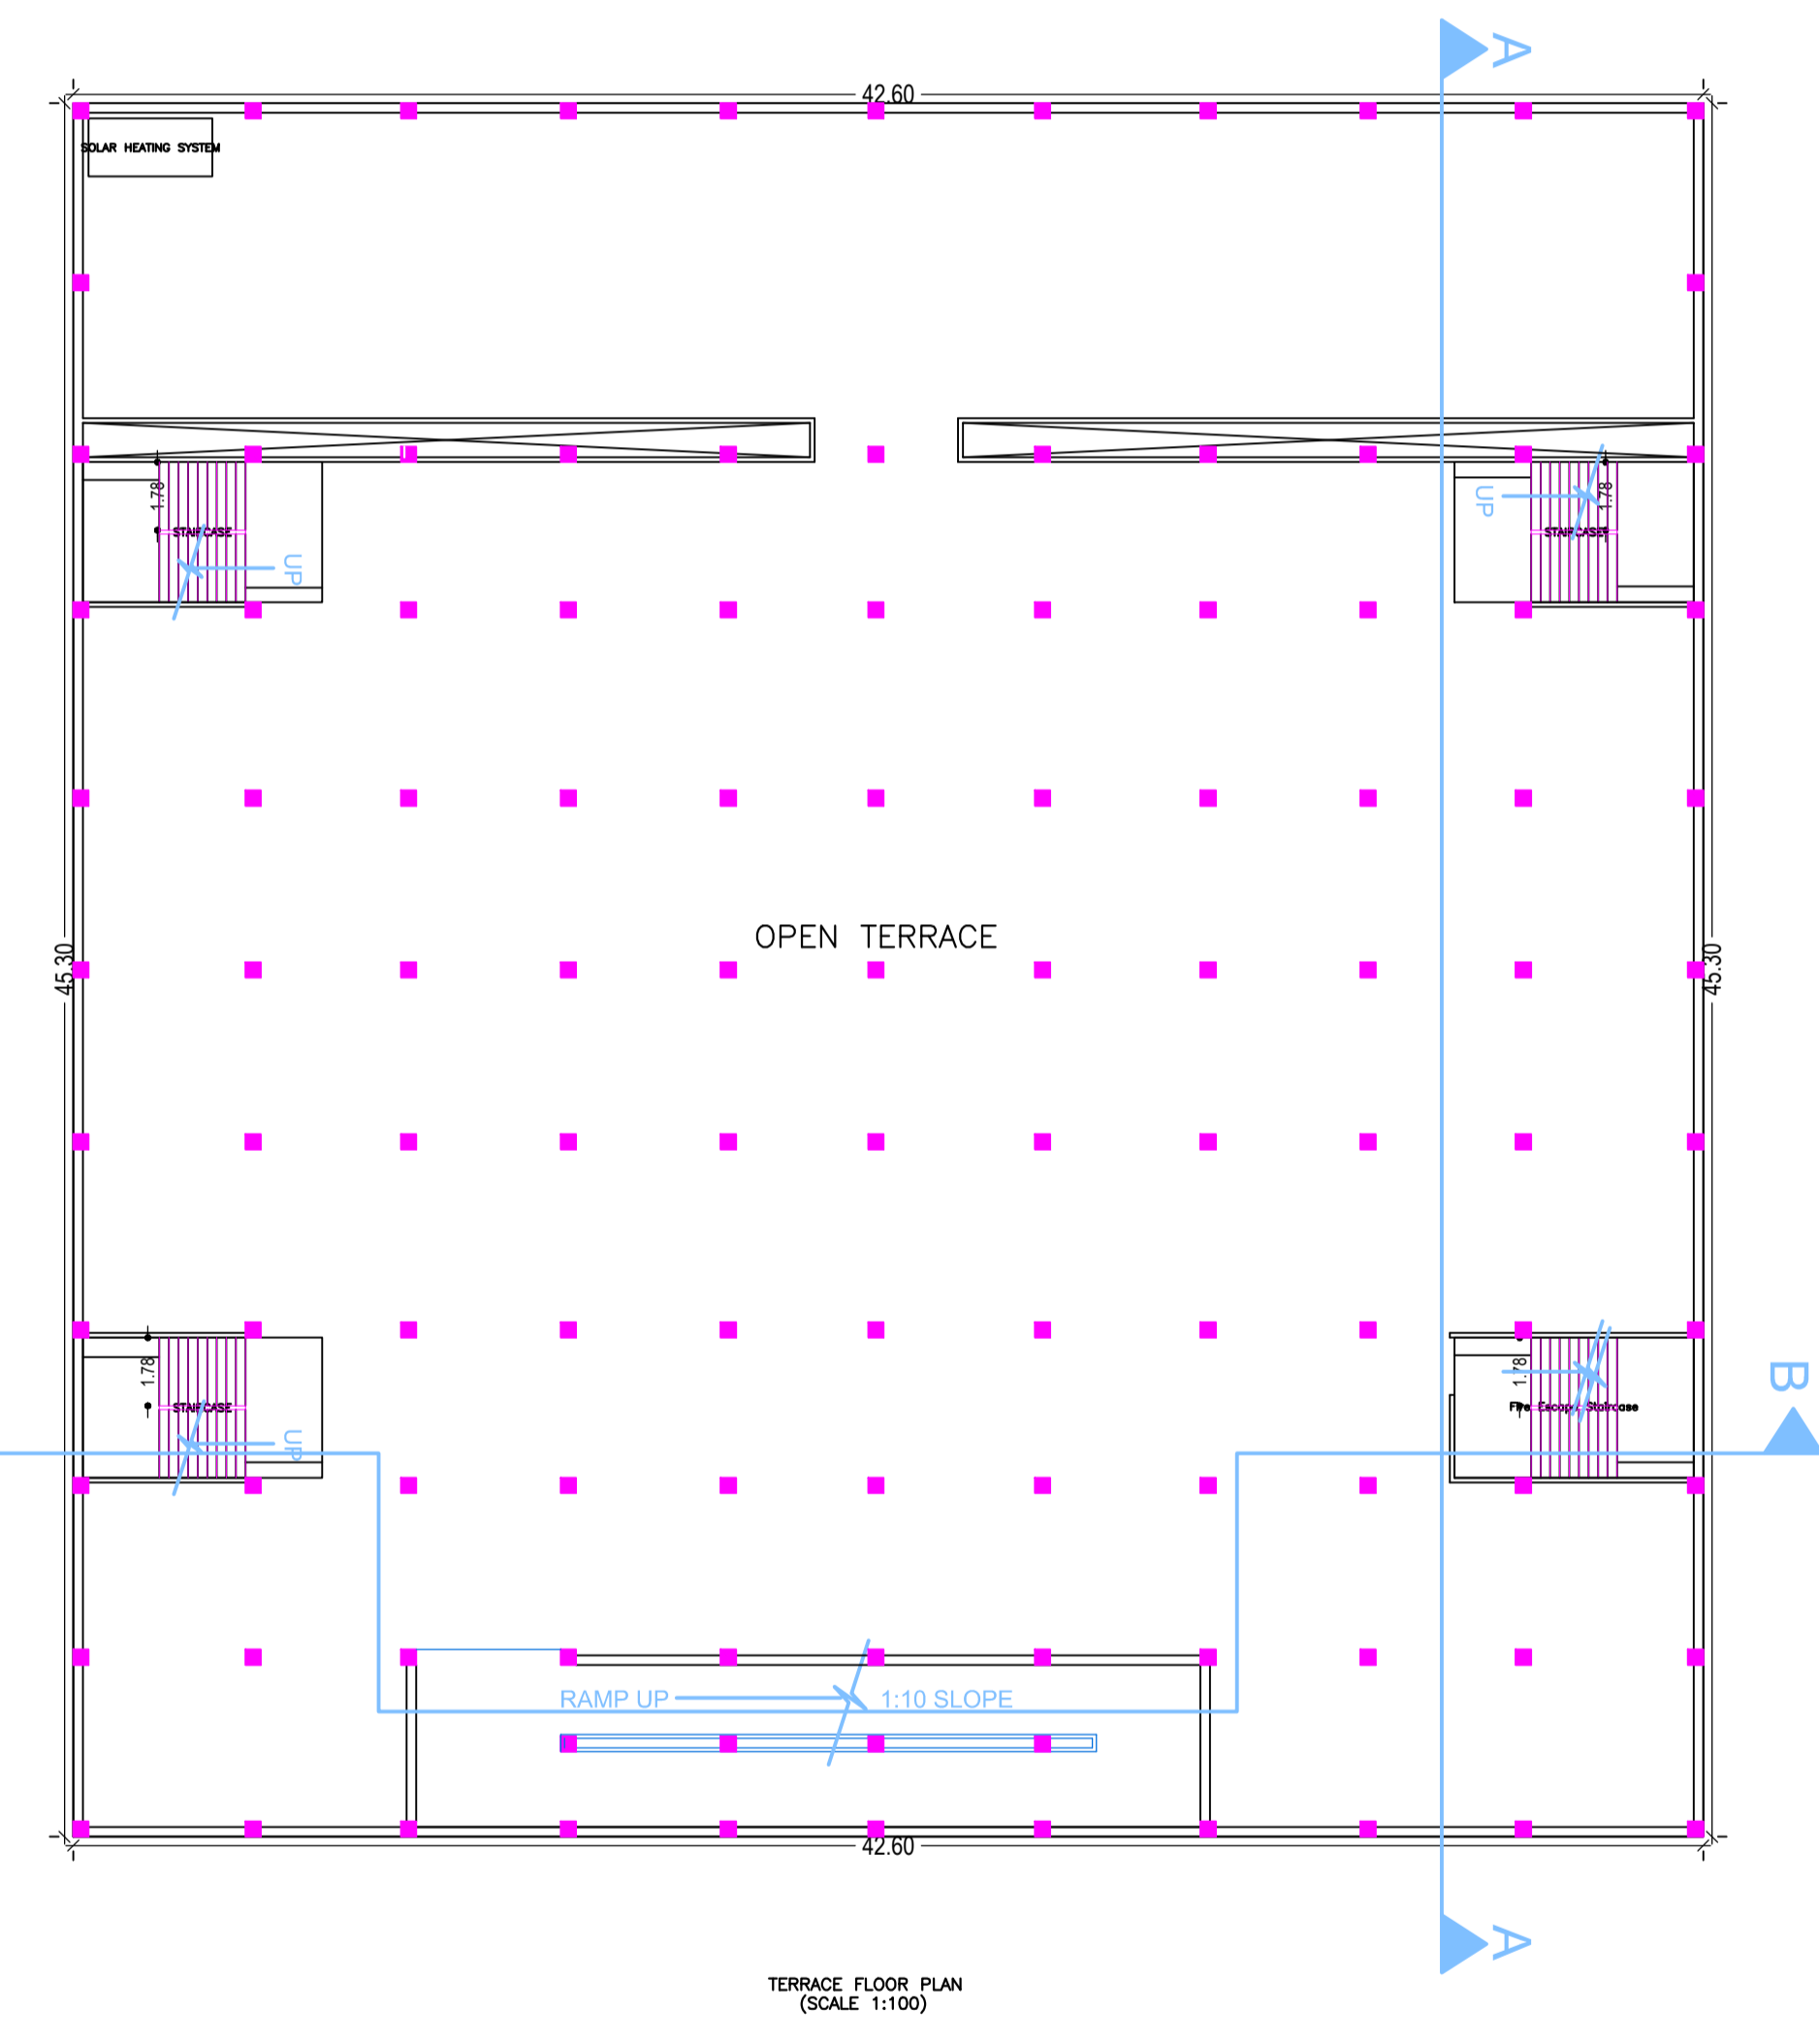 A
42.60
SOLAR HEATING SYSTEM
1.78
STAIRCASE
UP
UP
1.78
STAIRCASE
OPEN TERRACE
45.30
45.30
1.78
STAIRCASE
UP
1.78
Fire Escape Staircase
B
RAMP UP
1:10 SLOPE
42.60
A
TERRACE FLOOR PLAN
(SCALE 1:100)